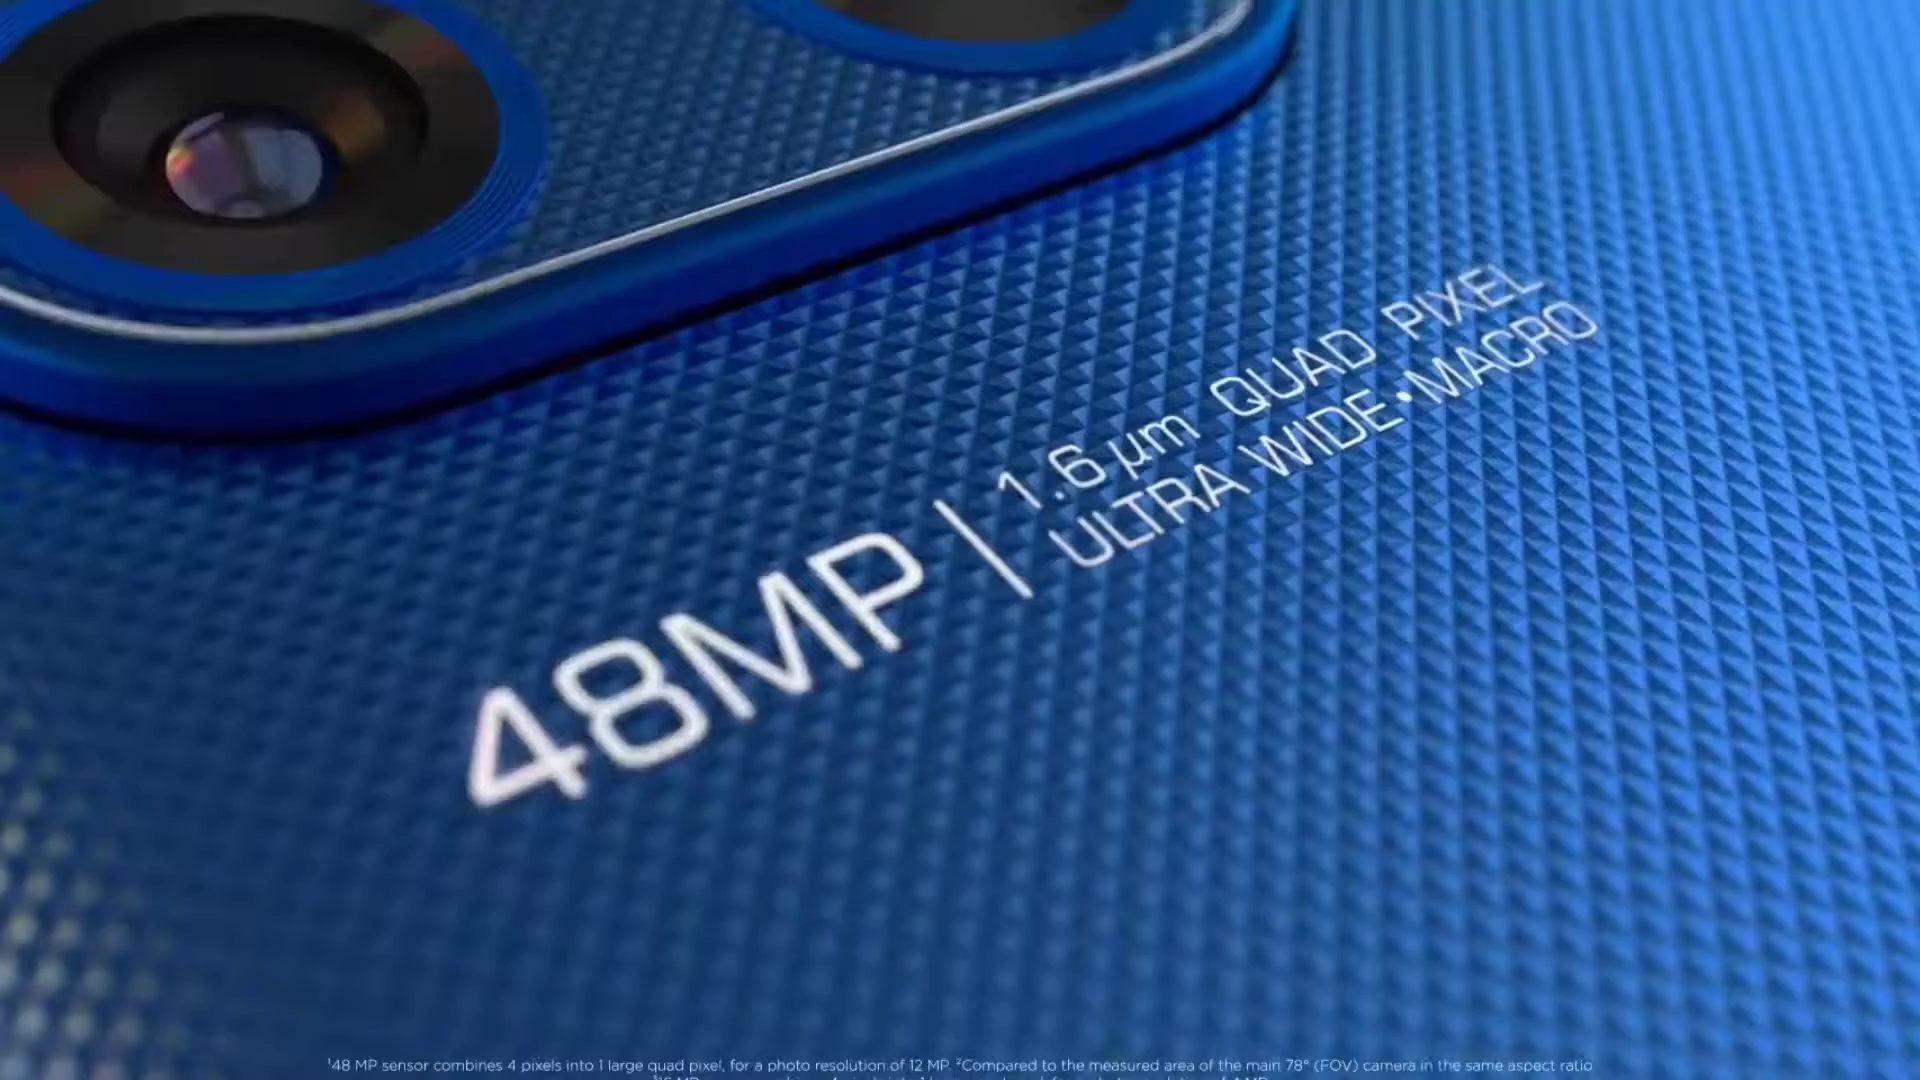 48MP | 1.6 µm QUAD PIXEL
ULTRA WIDE•MACRO
¹48 MP sensor combines 4 pixels into 1 large quad pixel, for a photo resolution of 12 MP. ²Compared to the measured area of the main 78° (FOV) camera in the same aspect ratio